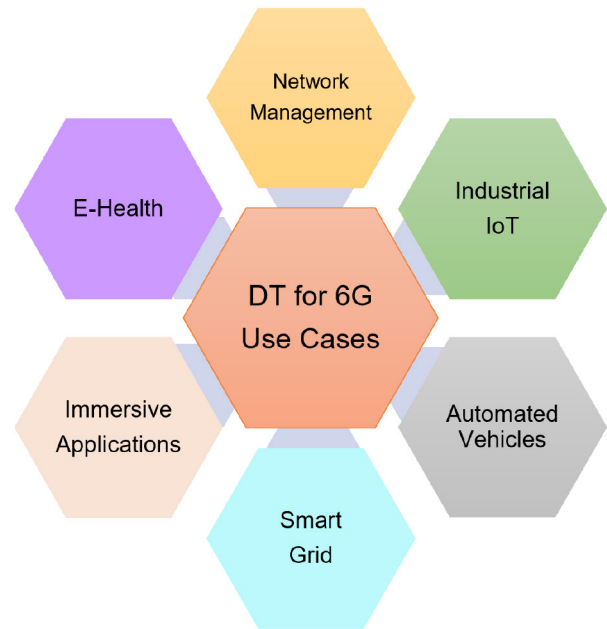 Network
Management
E-Health
Industrial
IoT
DT for 6G
Use Cases
Immersive
Applications
Automated
Vehicles
Smart
Grid